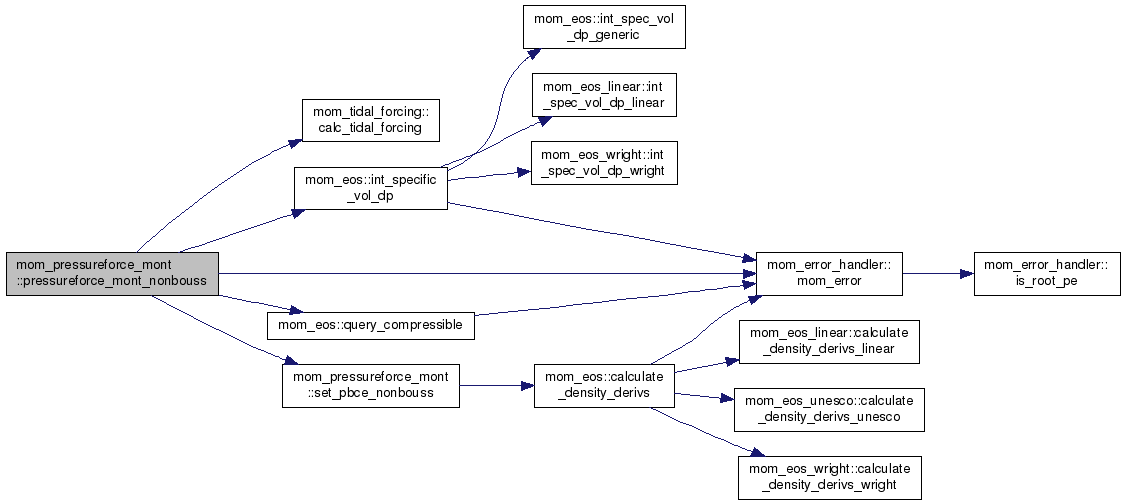 mom_eos::int_spec_vol
_dp_generic
mom_eos_linear::int
_spec_vol_dp_linear
mom_tidal_forcing::
calc_tidal_forcing
mom_eos_wright::int
_spec_vol_dp_wright
mom_eos::int_specific
_vol_dp
mom_pressureforce_mont
::pressureforce_mont_nonbouss
mom_error_handler::
mom_error
mom_error_handler::
is_root_pe
mom_eos::query_compressible
mom_eos_linear::calculate
_density_derivs_linear
mom_pressureforce_mont
::set_pbce_nonbouss
mom_eos::calculate
_density_derivs
mom_eos_unesco::calculate
_density_derivs_unesco
mom_eos_wright::calculate
_density_derivs_wright